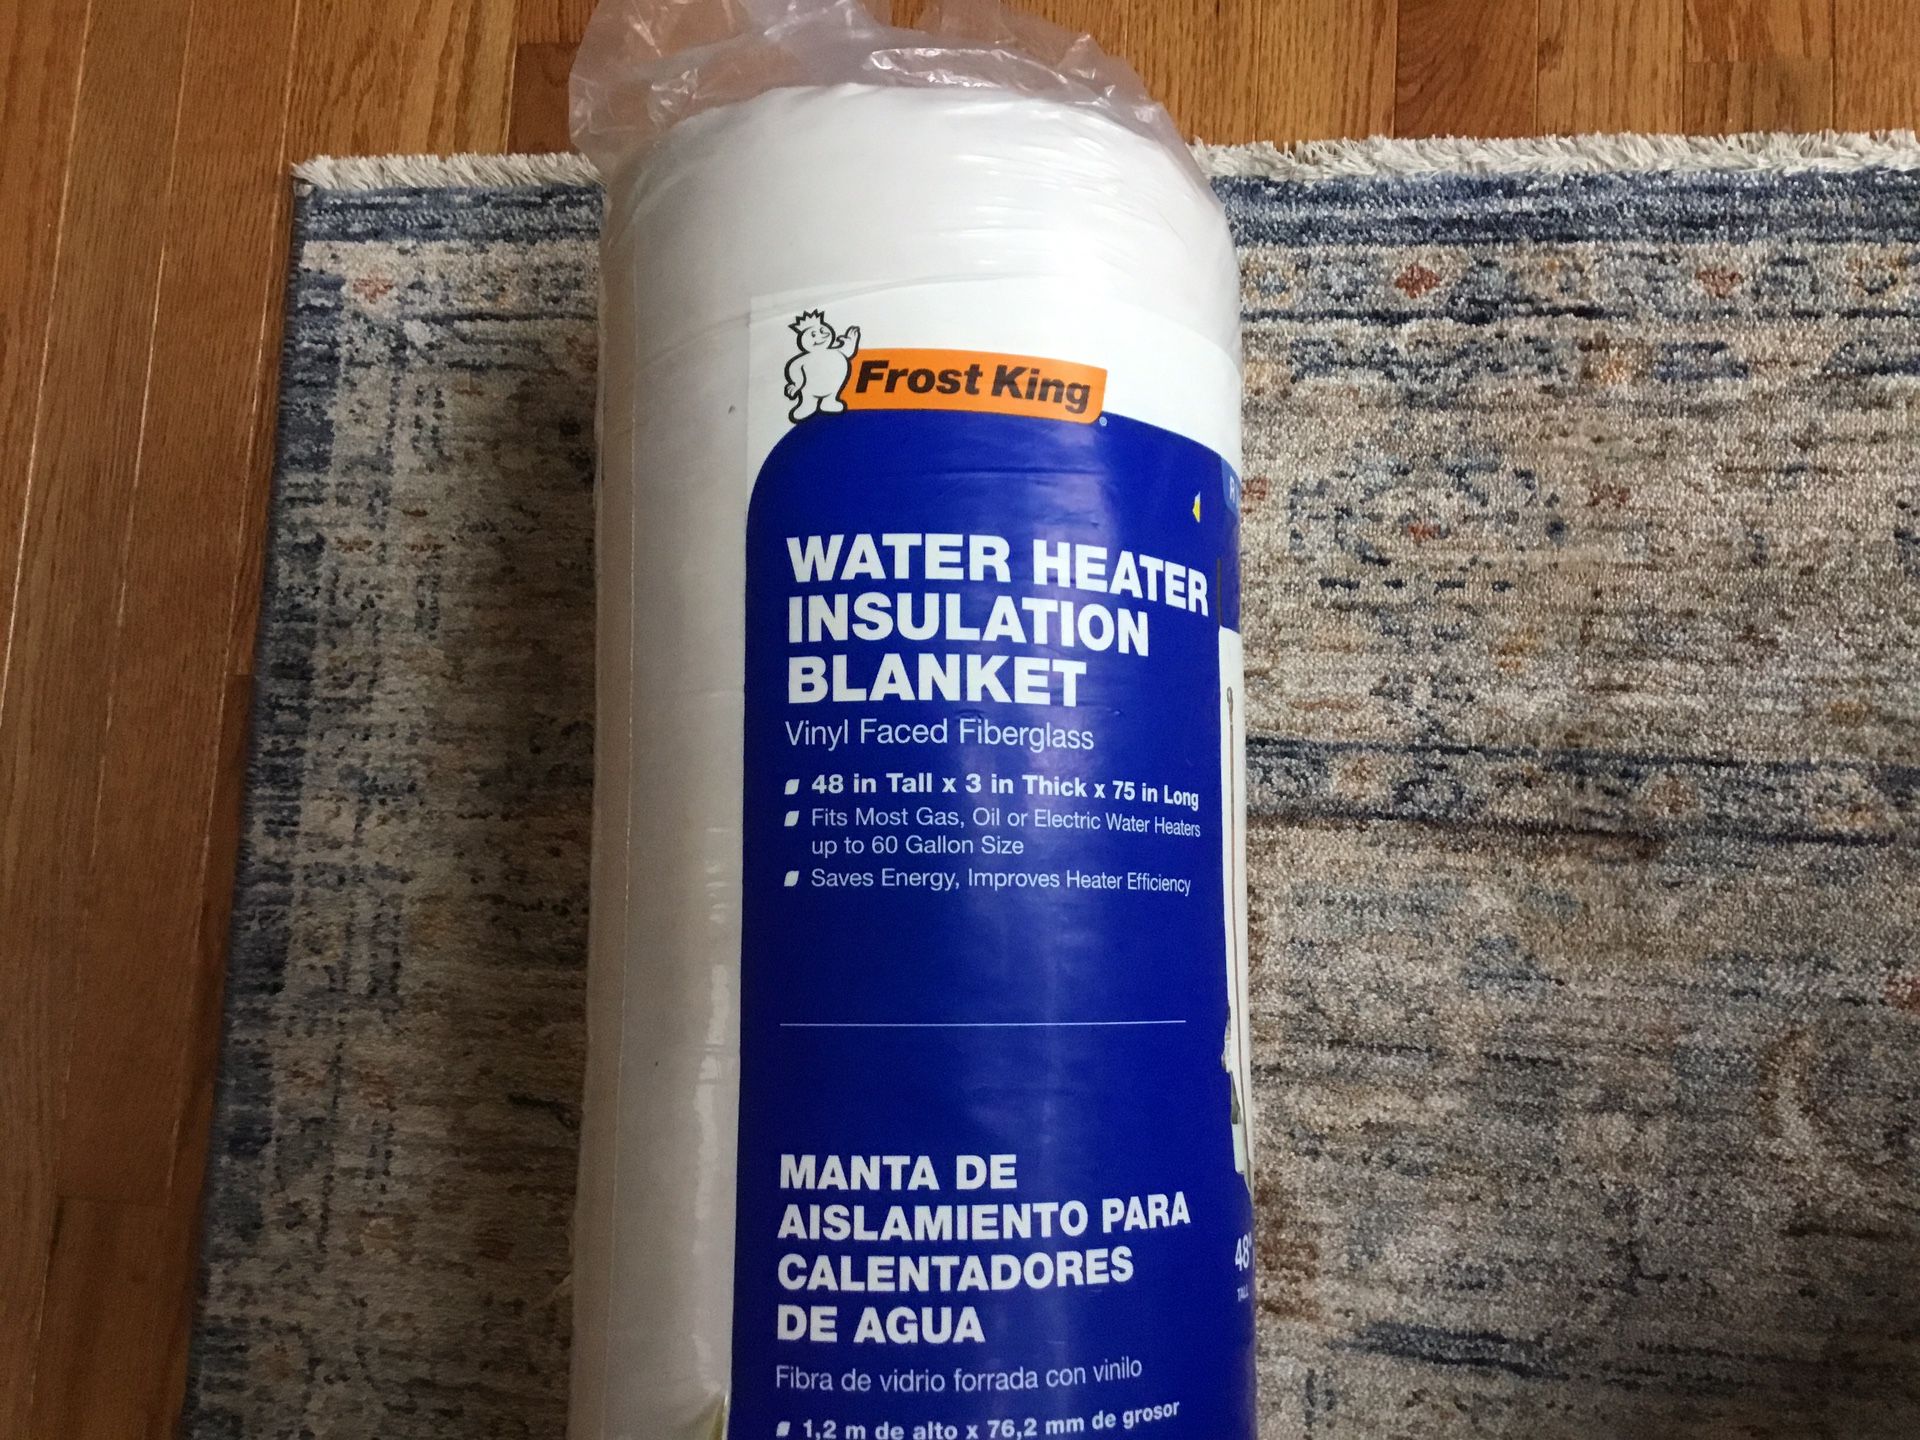 Frost King®
WATER HEATER
INSULATION
BLANKET
Vinyl Faced Fiberglass
48 in Tall x 3 in Thick x 75 in Long
Fits Most Gas, Oil or Electric Water Heaters
up to 60 Gallon Size
Saves Energy, Improves Heater Efficiency
MANTA DE
AISLAMIENTO PARA
CALENTADORES
DE AGUA
Fibra de vidrio forrada con vinilo
1,2 m de alto x 76,2 mm de grosor
48"
TALL